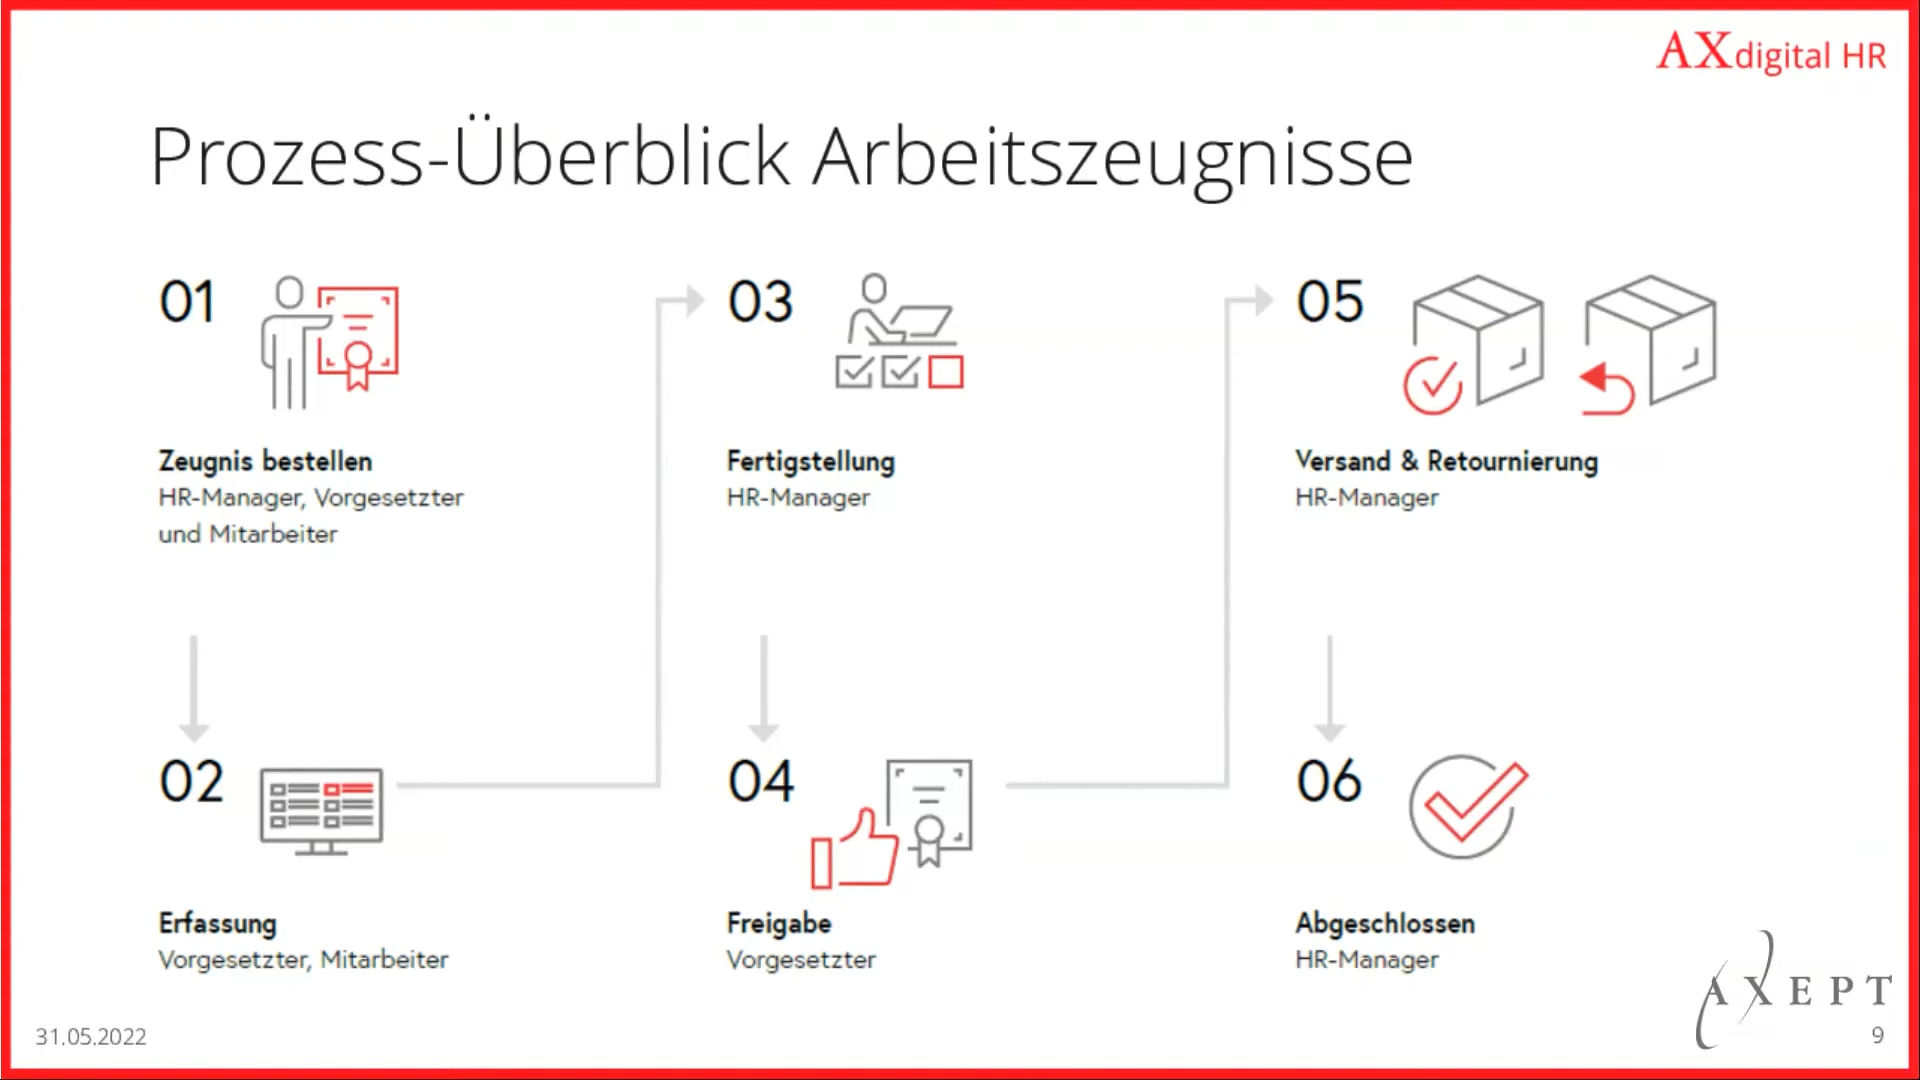 AXdigital HR
Prozess-Überblick Arbeitszeugnisse
01
Zeugnis bestellen
HR-Manager, Vorgesetzter
und Mitarbeiter
02
Erfassung
Vorgesetzter, Mitarbeiter
03
Fertigstellung
HR-Manager
04
Freigabe
Vorgesetzter
05
Versand & Retournierung
HR-Manager
06
Abgeschlossen
HR-Manager
AXEPT
31.05.2022
9